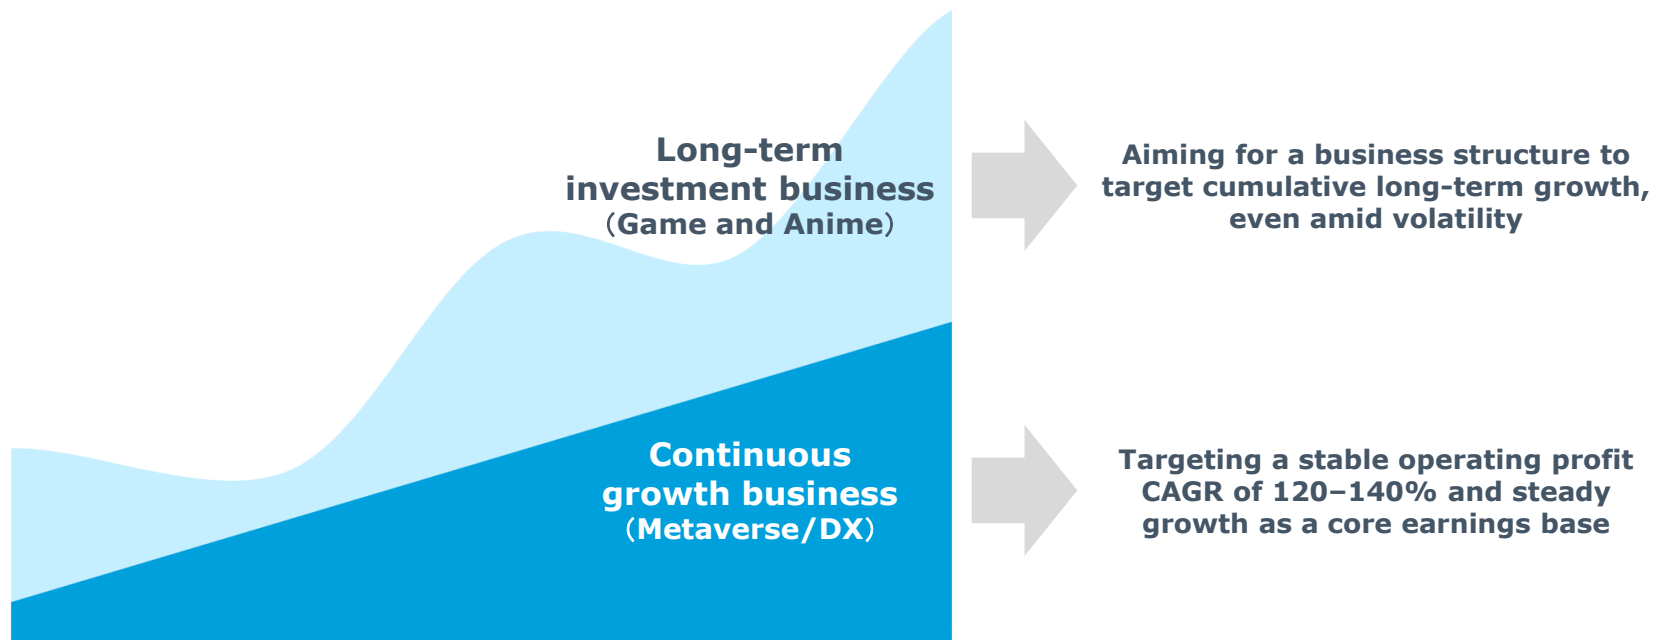 Long-term
investment business
（Game and Anime）
Aiming for a business structure to
target cumulative long-term growth,
even amid volatility
Continuous
growth business
（Metaverse/DX）
Targeting a stable operating profit
CAGR of 120–140% and steady
growth as a core earnings base